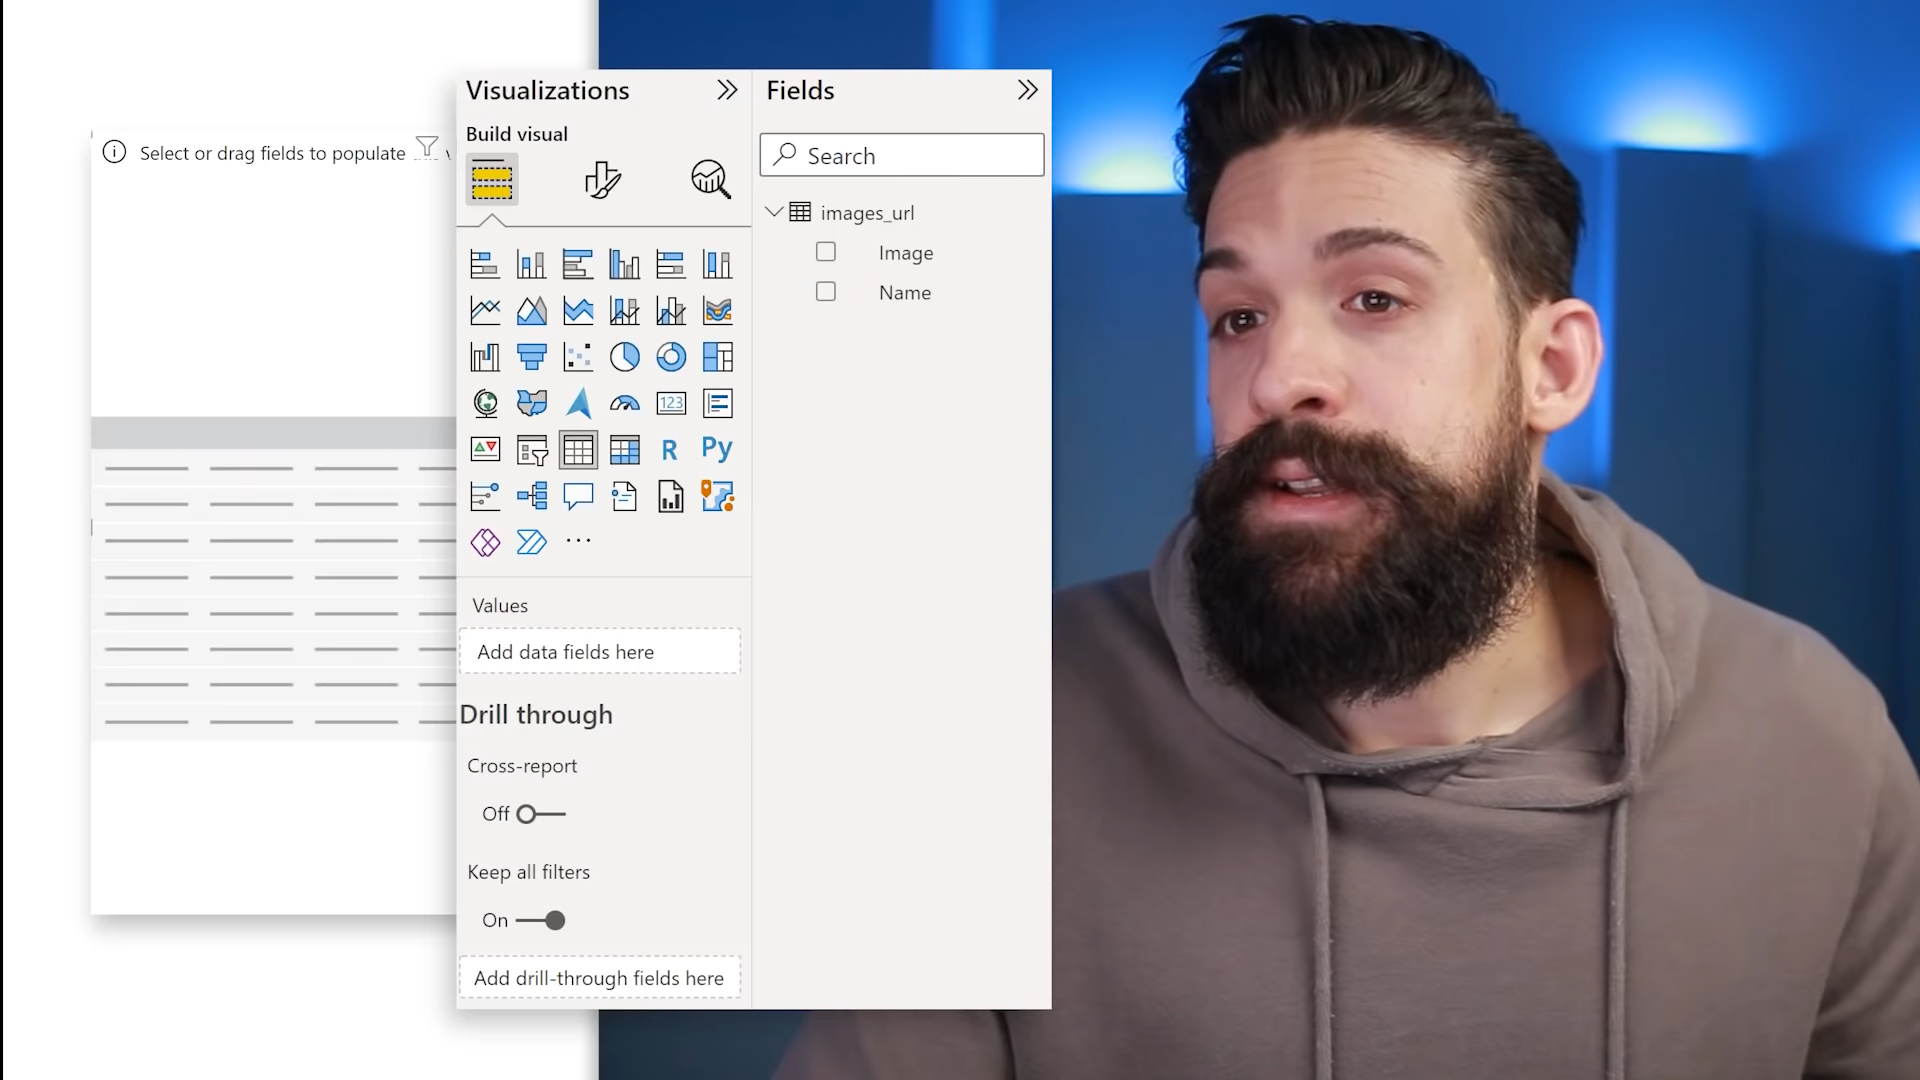 Select or drag fields to populate
Visualizations
Build visual
123
R
Py
...
Values
Add data fields here
Drill through
Cross-report
Off
Keep all filters
On
Add drill-through fields here
Fields
Search
images_url
Image
Name